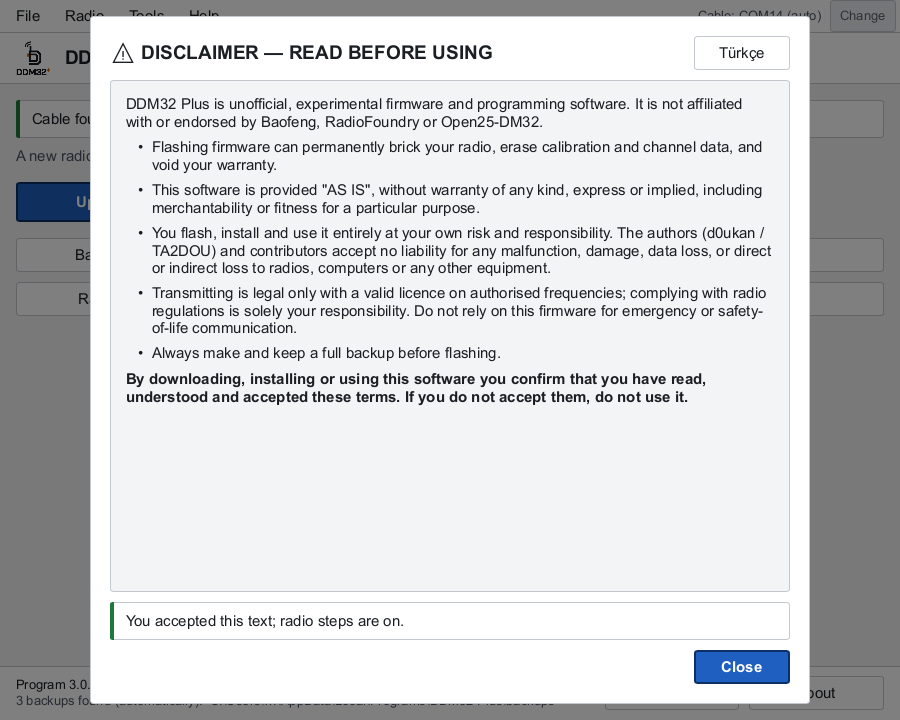 File Radio Tools Help
Change
DISCLAIMER — READ BEFORE USING
Türkçe
DDM32
Cable
DDM32 Plus is unofficial, experimental firmware and programming software. It is not affiliated
with or endorsed by Baofeng, RadioFoundry or Open25-DM32.
• Flashing firmware can permanently brick your radio, erase calibration and channel data, and
void your warranty.
A new
• This software is provided "AS IS", without warranty of any kind, express or implied, including
merchantability or fitness for a particular purpose.
• You flash, install and use it entirely at your own risk and responsibility. The authors (d0ukan /
TA2DOU) and contributors accept no liability for any malfunction, damage, data loss, or direct
or indirect loss to radios, computers or any other equipment.
• Transmitting is legal only with a valid licence on authorised frequencies; complying with radio
regulations is solely your responsibility. Do not rely on this firmware for emergency or safety-
of-life communication.
• Always make and keep a full backup before flashing.
By downloading, installing or using this software you confirm that you have read,
understood and accepted these terms. If you do not accept them, do not use it.
You accepted this text; radio steps are on.
Close
Program 3.0.
3 backups